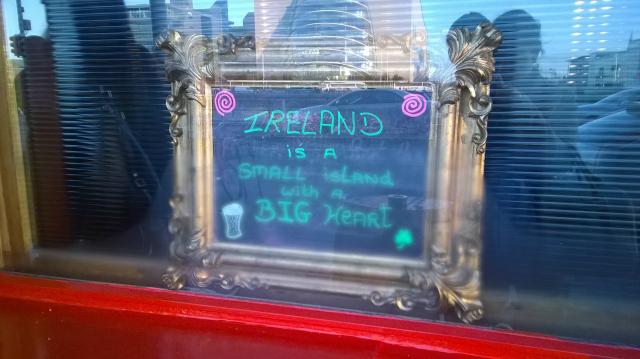 IRELAND
is A
SMALL isLAND
with A
BIG HEART